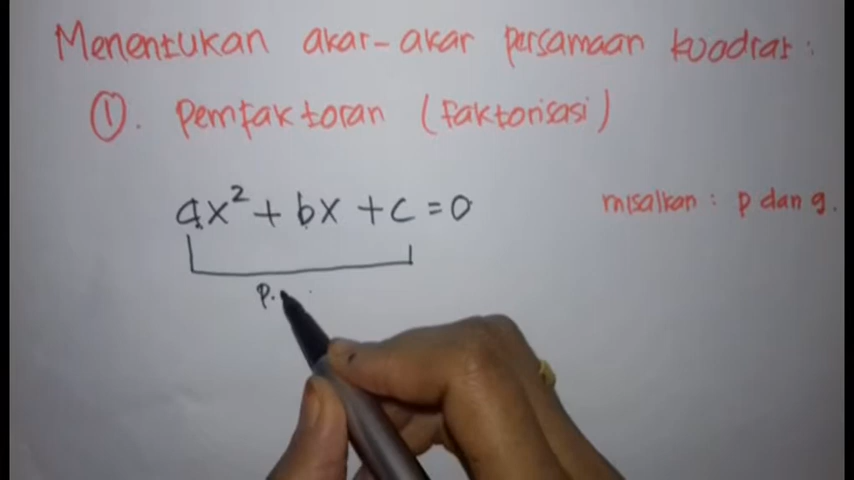 Menentukan akar-akar persamaan kuadrat :
①. Pemfaktoran (faktorisasi)
ax² + bx + c = 0
misalkan : p dan q.
p.